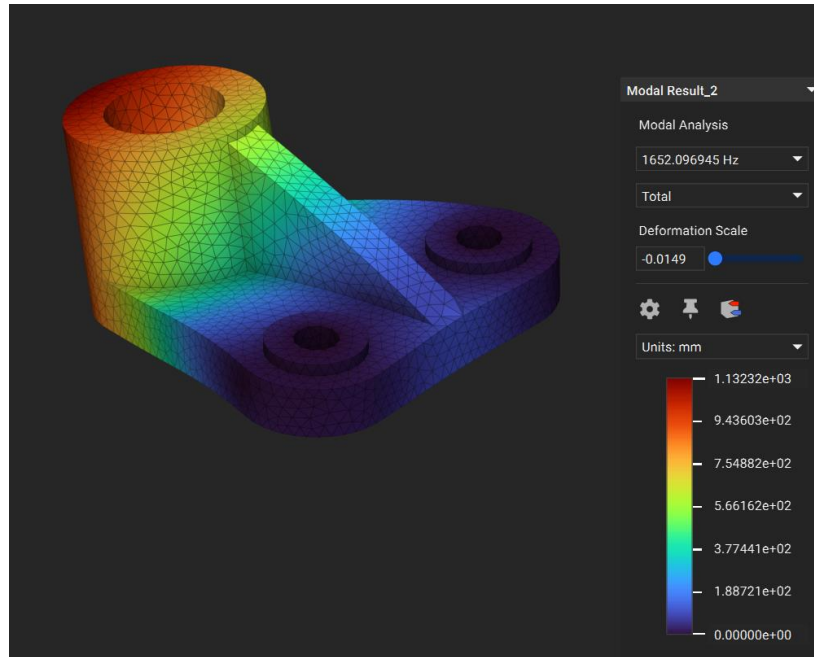 Modal Result_2
Modal Analysis
1652.096945 Hz
Total
Deformation Scale
-0.0149
Units: mm
1.13232e+03
9.43603e+02
7.54882e+02
5.66162e+02
3.77441e+02
1.88721e+02
0.00000e+00